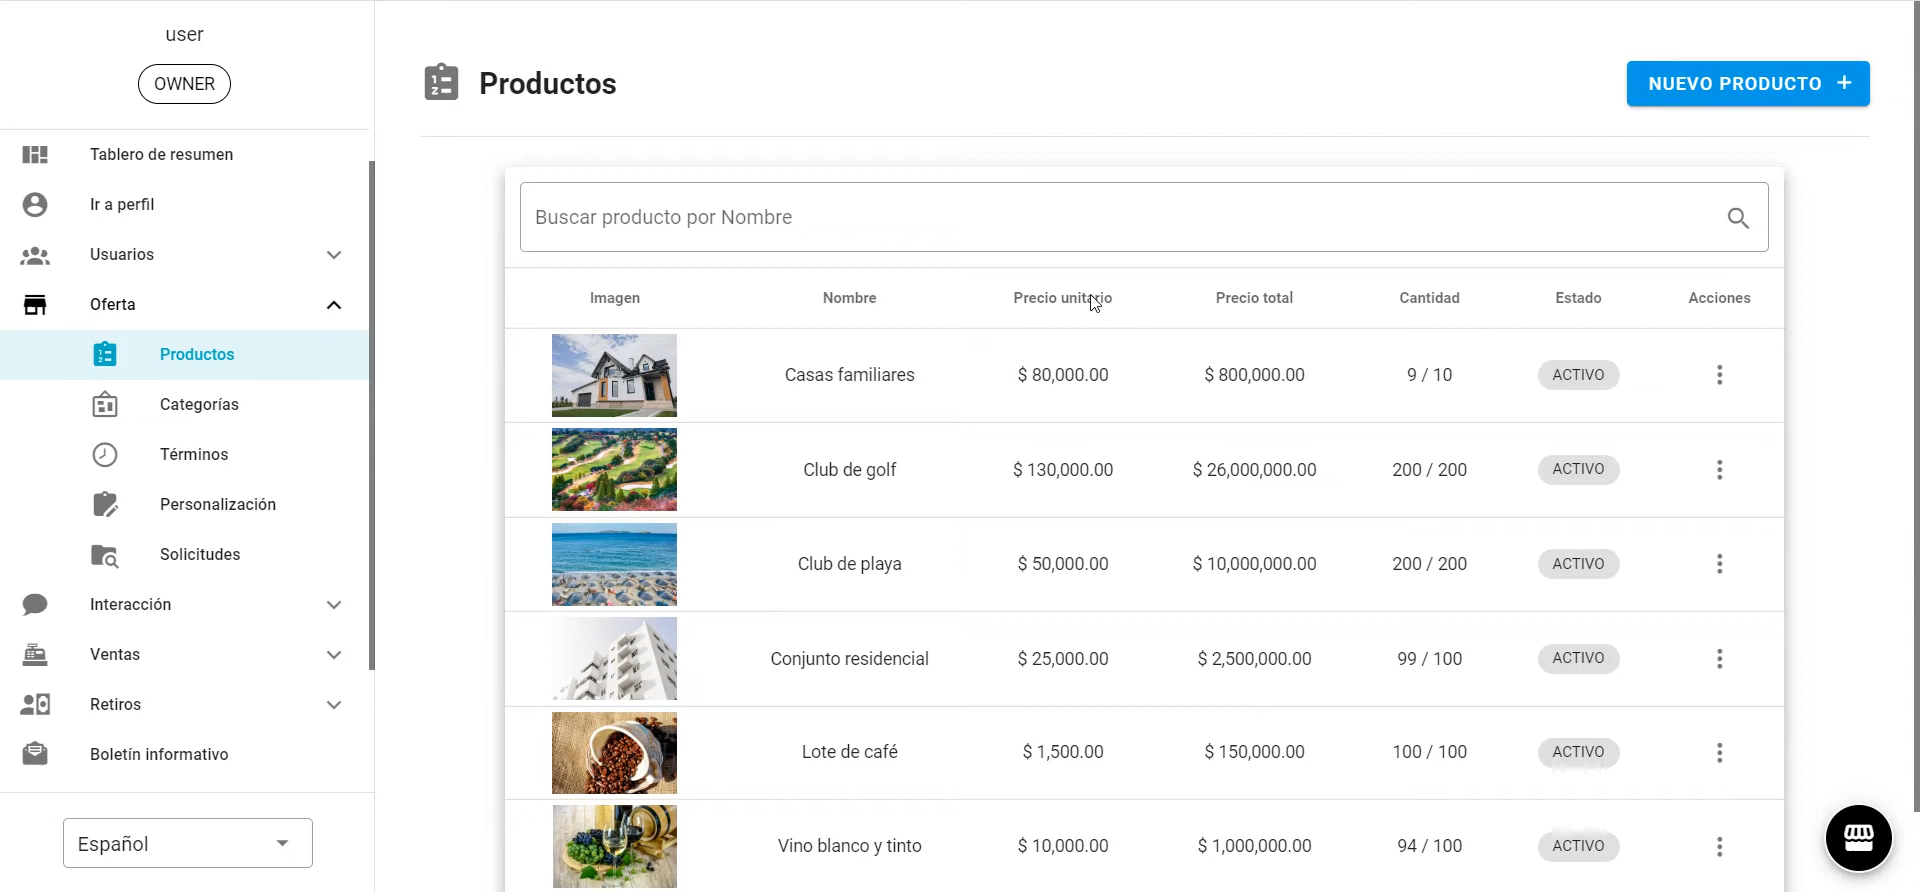 user
OWNER
Tablero de resumen
Ir a perfil
Usuarios
Oferta
Productos
Categorías
Términos
Personalización
Solicitudes
Interacción
Ventas
Retiros
Boletín informativo
Español
Productos
NUEVO PRODUCTO +
Buscar producto por Nombre
Imagen Nombre Precio unitario Precio total Cantidad Estado Acciones
Casas familiares $ 80,000.00 $ 800,000.00 9 / 10 ACTIVO
Club de golf $ 130,000.00 $ 26,000,000.00 200 / 200 ACTIVO
Club de playa $ 50,000.00 $ 10,000,000.00 200 / 200 ACTIVO
Conjunto residencial $ 25,000.00 $ 2,500,000.00 99 / 100 ACTIVO
Lote de café $ 1,500.00 $ 150,000.00 100 / 100 ACTIVO
Vino blanco y tinto $ 10,000.00 $ 1,000,000.00 94 / 100 ACTIVO